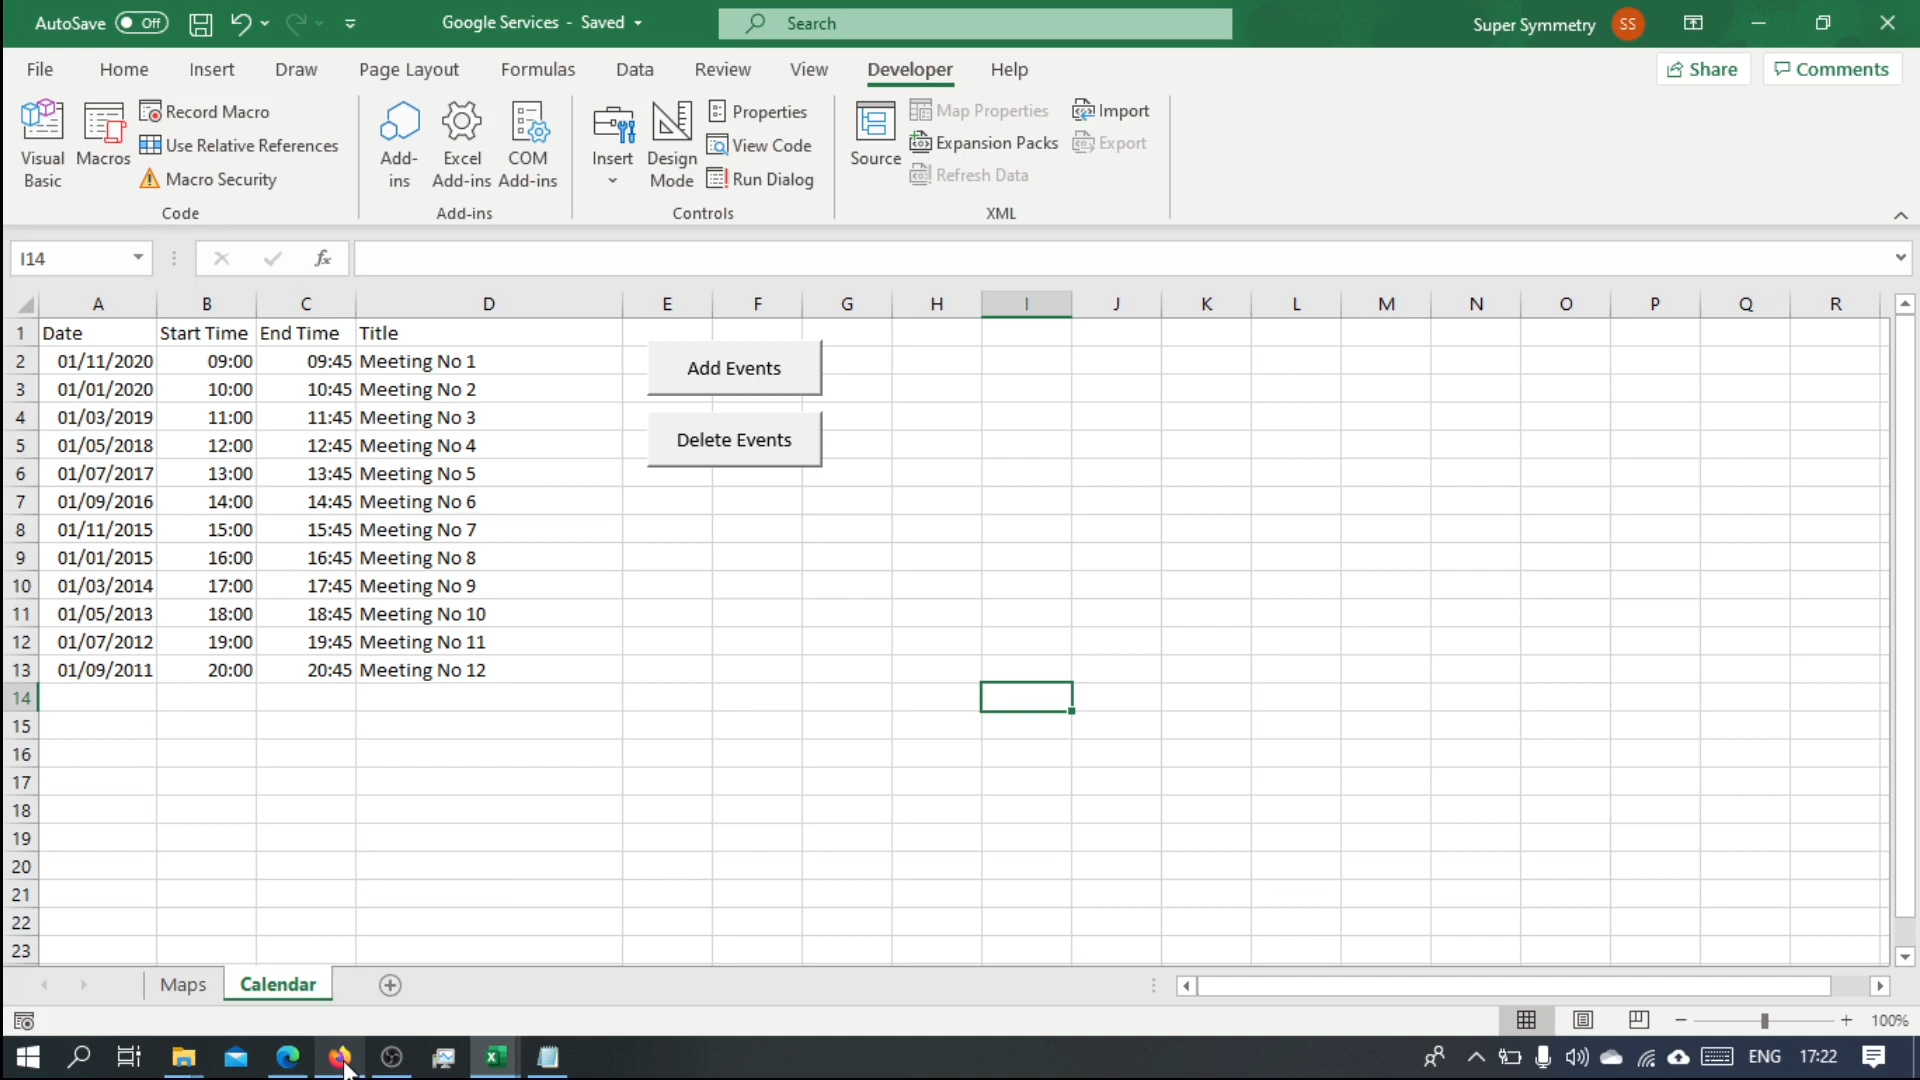 AutoSave Off Google Services - Saved Search Super Symmetry SS
File Home Insert Draw Page Layout Formulas Data Review View Developer Help Share Comments
Visual Basic
Macros
Record Macro
Use Relative References
Macro Security
Code
Add-ins
Excel Add-ins
COM Add-ins
Add-ins
Insert
Design Mode
Properties
View Code
Run Dialog
Controls
Source
Map Properties
Expansion Packs
Refresh Data
Import
Export
XML
I14 fx
A B C D E F G H I J K L M N O P Q R
1 Date Start Time End Time Title
2 01/11/2020 09:00 09:45 Meeting No 1
3 01/01/2020 10:00 10:45 Meeting No 2
4 01/03/2019 11:00 11:45 Meeting No 3
5 01/05/2018 12:00 12:45 Meeting No 4
6 01/07/2017 13:00 13:45 Meeting No 5
7 01/09/2016 14:00 14:45 Meeting No 6
8 01/11/2015 15:00 15:45 Meeting No 7
9 01/01/2015 16:00 16:45 Meeting No 8
10 01/03/2014 17:00 17:45 Meeting No 9
11 01/05/2013 18:00 18:45 Meeting No 10
12 01/07/2012 19:00 19:45 Meeting No 11
13 01/09/2011 20:00 20:45 Meeting No 12
Add Events
Delete Events
14
15
16
17
18
19
20
21
22
23
Maps Calendar
100%
ENG 17:22